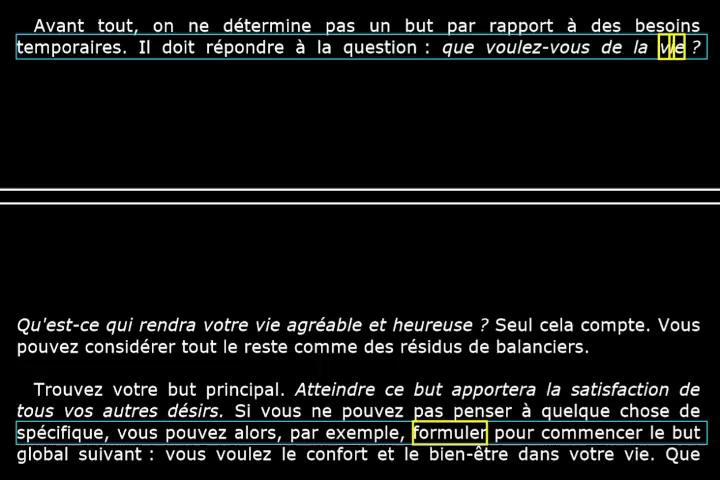 Avant tout, on ne détermine pas un but par rapport à des besoins
temporaires. Il doit répondre à la question : que voulez-vous de la vie ?
Qu'est-ce qui rendra votre vie agréable et heureuse ? Seul cela compte. Vous
pouvez considérer tout le reste comme des résidus de balanciers.
Trouvez votre but principal. Atteindre ce but apportera la satisfaction de
tous vos autres désirs. Si vous ne pouvez pas penser à quelque chose de
spécifique, vous pouvez alors, par exemple, formuler pour commencer le but
global suivant : vous voulez le confort et le bien-être dans votre vie. Que